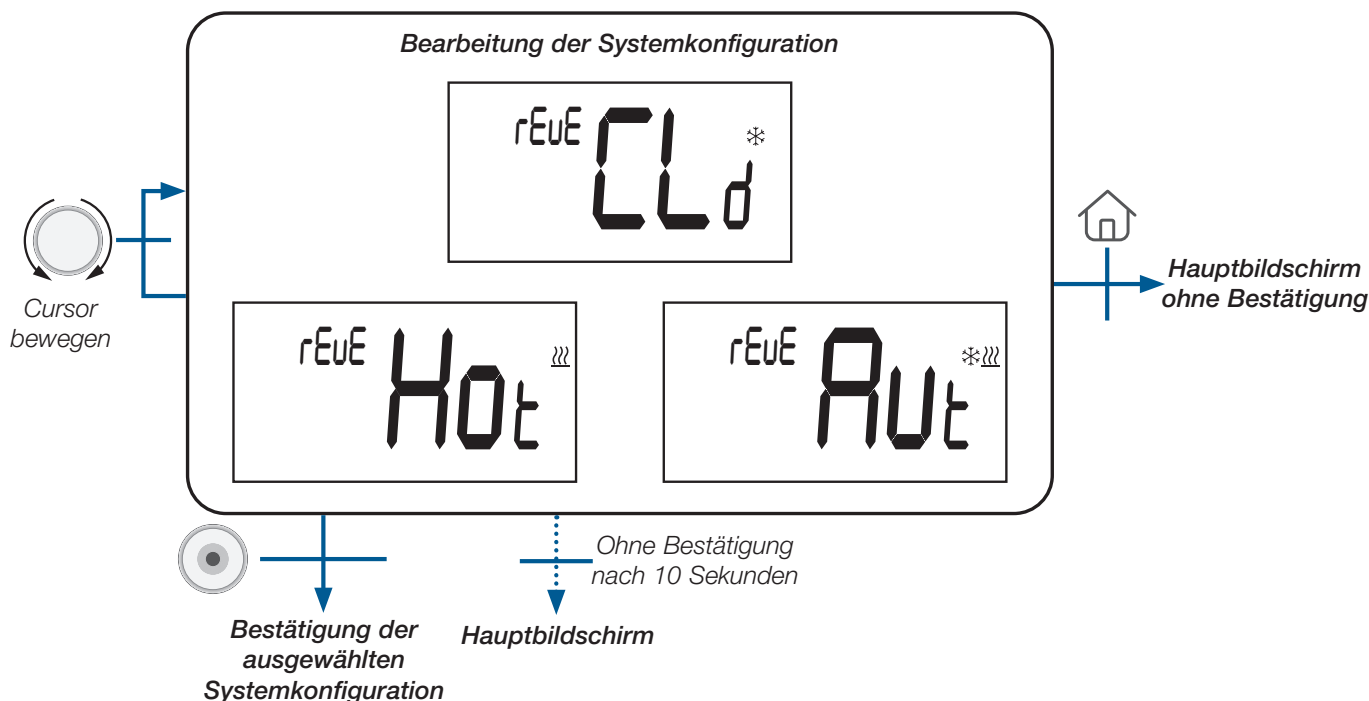 Bearbeitung der Systemkonfiguration
rEvE CLd
Cursor
bewegen
rEvE HOt
rEvE AUt
Hauptbildschirm
ohne Bestätigung
Ohne Bestätigung
nach 10 Sekunden
Bestätigung der
ausgewählten
Systemkonfiguration
Hauptbildschirm